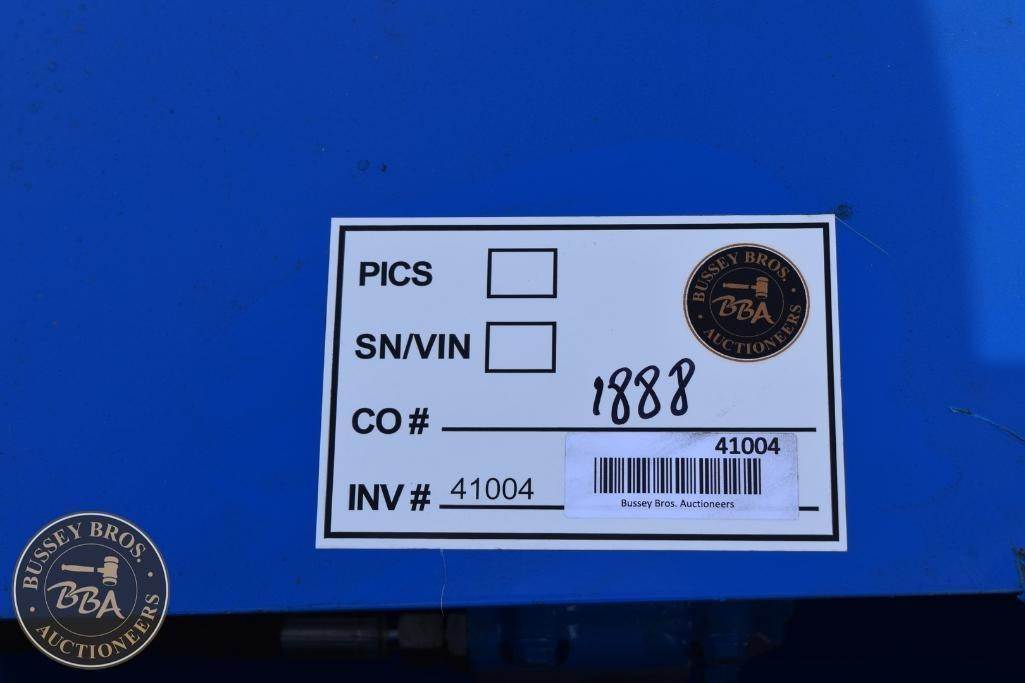 PICS
BUSSEY BROS.
BBA
AUCTIONEERS
SN/VIN
CO # 1888
41004
INV # 41004
Bussey Bros. Auctioneers
BUSSEY BROS.
BBA
AUCTIONEERS